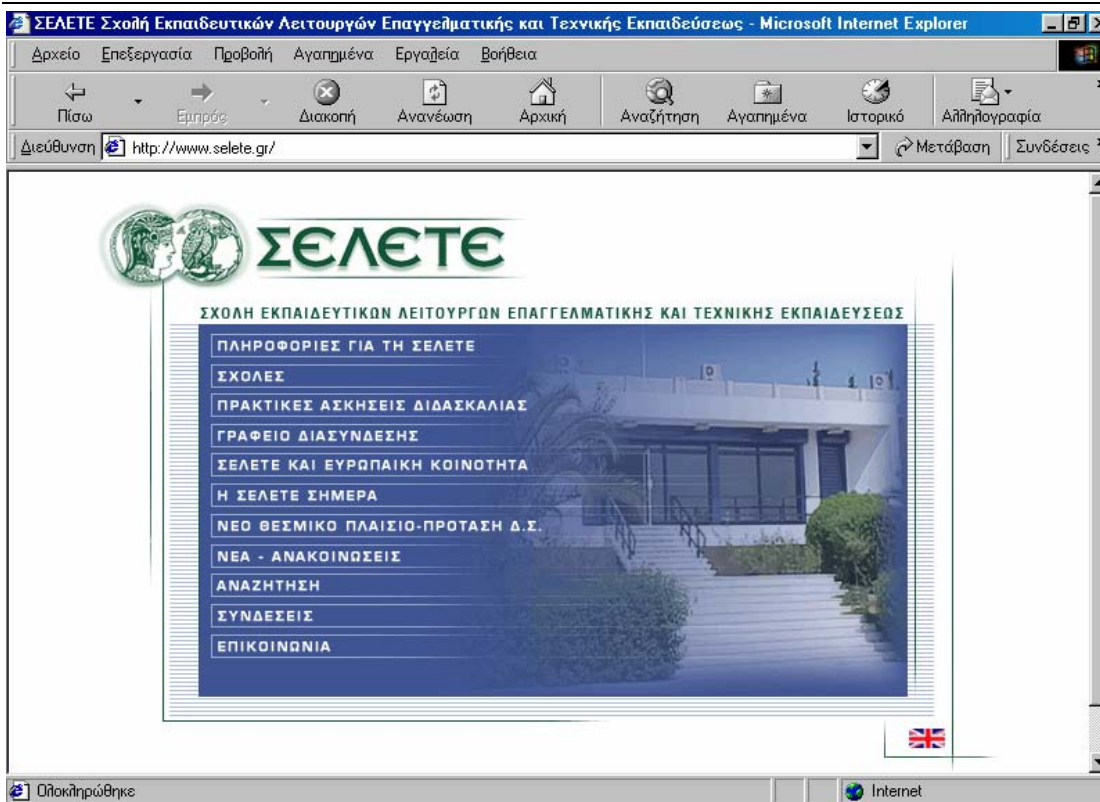 ΣΕΛΕΤΕ Σχολή Εκπαιδευτικών Λειτουργών Επαγγελματικής και Τεχνικής Εκπαιδεύσεως - Microsoft Internet Explorer
Αρχείο Επεξεργασία Προβολή Αγαπημένα Εργαλεία Βοήθεια
Πίσω Εμπρός Διακοπή Ανανέωση Αρχική Αναζήτηση Αγαπημένα Ιστορικό Αλληλογραφία
Διεύθυνση http://www.selete.gr/ Μετάβαση Συνδέσεις
ΣΕΛΕΤΕ
ΣΧΟΛΗ ΕΚΠΑΙΔΕΥΤΙΚΩΝ ΛΕΙΤΟΥΡΓΩΝ ΕΠΑΓΓΕΛΜΑΤΙΚΗΣ ΚΑΙ ΤΕΧΝΙΚΗΣ ΕΚΠΑΙΔΕΥΣΕΩΣ
ΠΛΗΡΟΦΟΡΙΕΣ ΓΙΑ ΤΗ ΣΕΛΕΤΕ
ΣΧΟΛΕΣ
ΠΡΑΚΤΙΚΕΣ ΑΣΚΗΣΕΙΣ ΔΙΔΑΣΚΑΛΙΑΣ
ΓΡΑΦΕΙΟ ΔΙΑΣΥΝΔΕΣΗΣ
ΣΕΛΕΤΕ ΚΑΙ ΕΥΡΩΠΑΙΚΗ ΚΟΙΝΟΤΗΤΑ
Η ΣΕΛΕΤΕ ΣΗΜΕΡΑ
ΝΕΟ ΘΕΣΜΙΚΟ ΠΛΑΙΣΙΟ-ΠΡΟΤΑΣΗ Δ.Σ.
ΝΕΑ - ΑΝΑΚΟΙΝΩΣΕΙΣ
ΑΝΑΖΗΤΗΣΗ
ΣΥΝΔΕΣΕΙΣ
ΕΠΙΚΟΙΝΩΝΙΑ
Ολοκληρώθηκε Internet